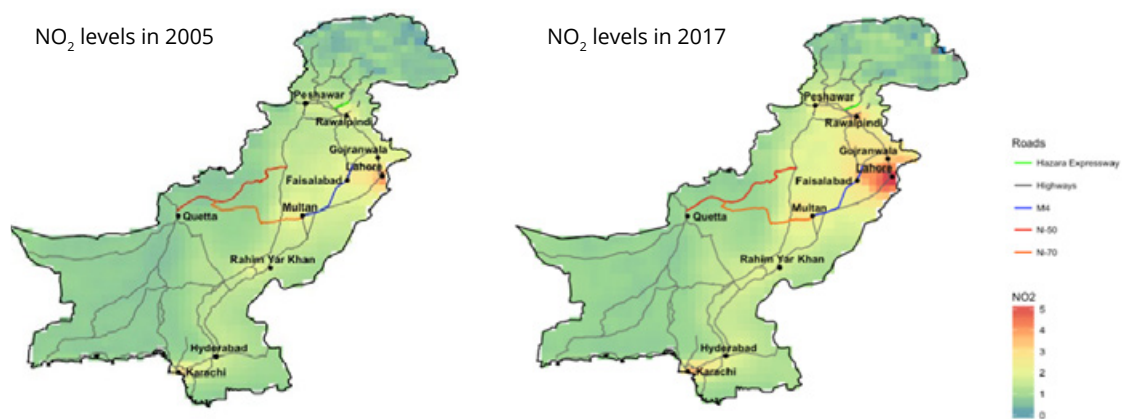 NO₂ levels in 2005
Peshawar
Rawalpindi
Gojranwala
Lahore
Faisalabad
Multan
Quetta
Rahim Yar Khan
Hyderabad
Karachi
NO₂ levels in 2017
Peshawar
Rawalpindi
Gojranwala
Lahore
Faisalabad
Multan
Quetta
Rahim Yar Khan
Hyderabad
Karachi
Roads
Hazara Expressway
Highways
M4
N-50
N-70
NO2
5
4
3
2
1
0